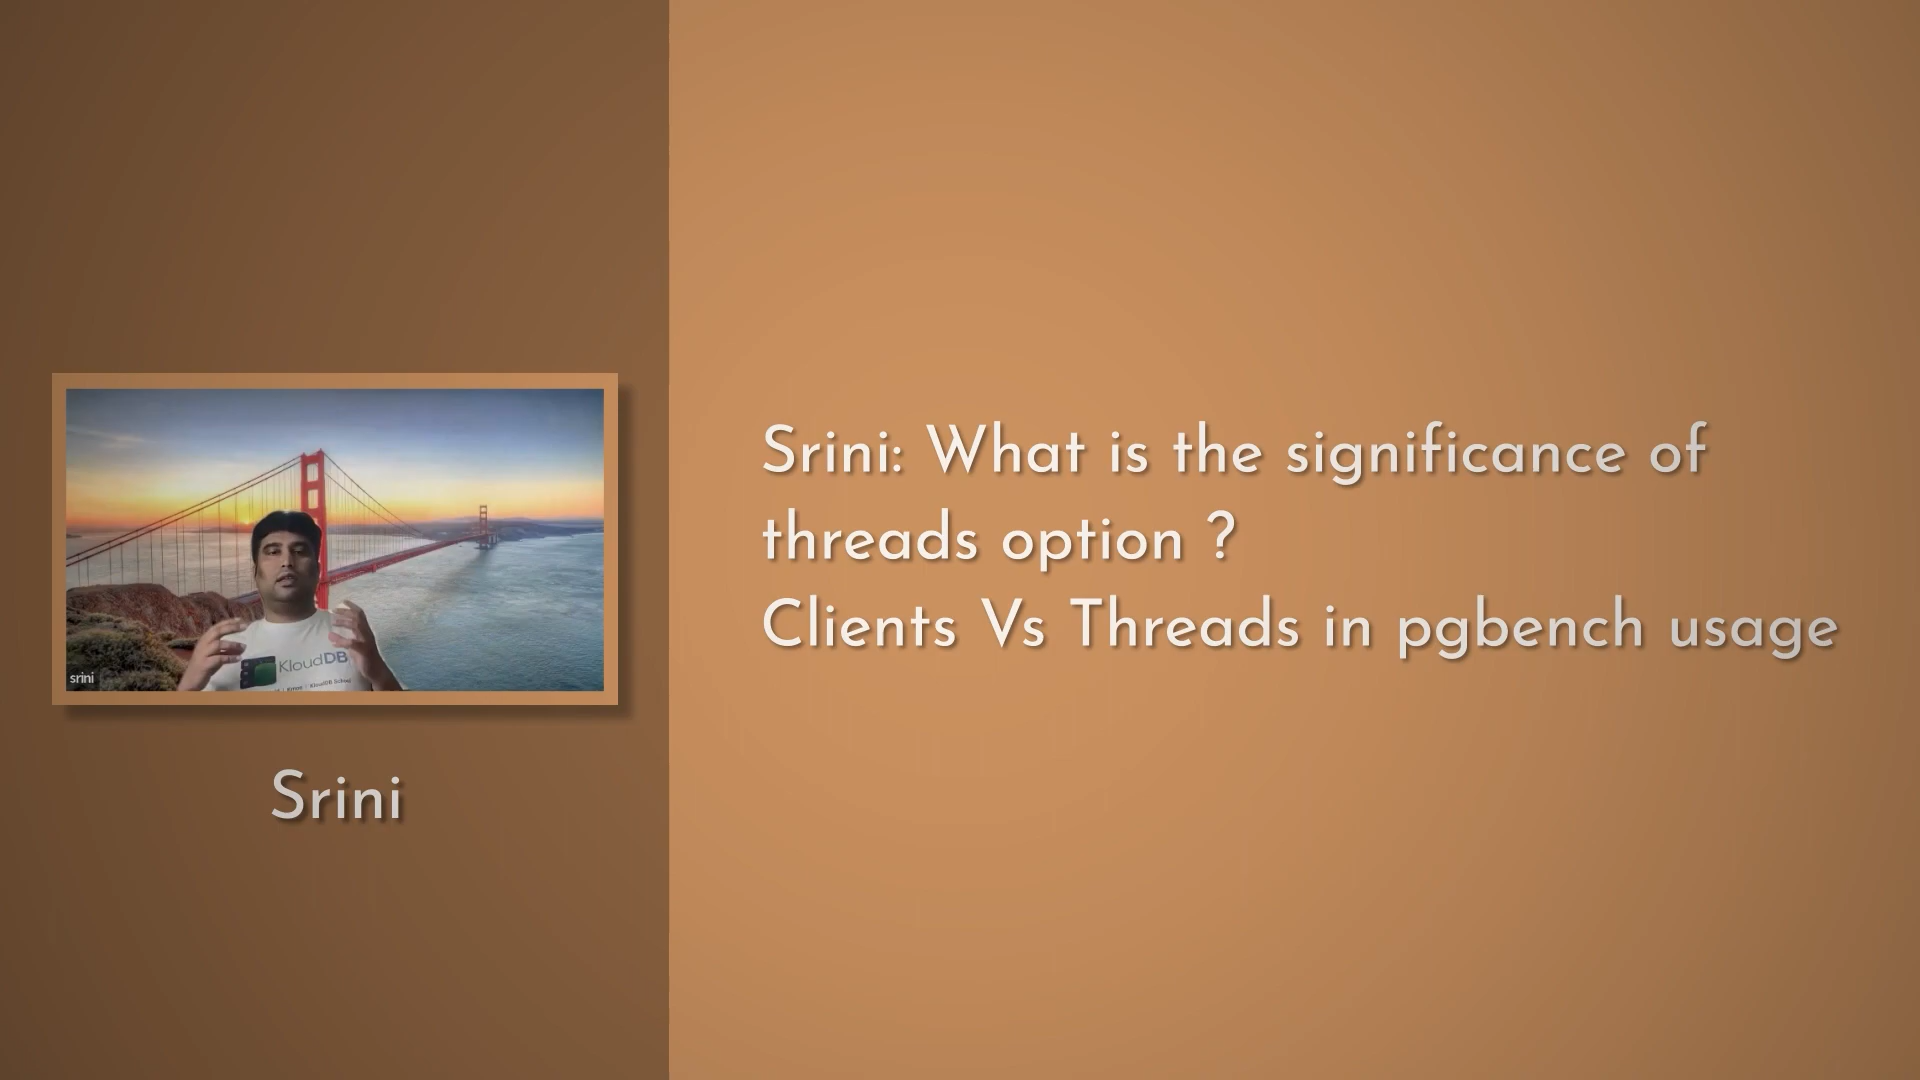 Srini: What is the significance of
threads option ?
Clients Vs Threads in pgbench usage
KloudDB
srini
Srini